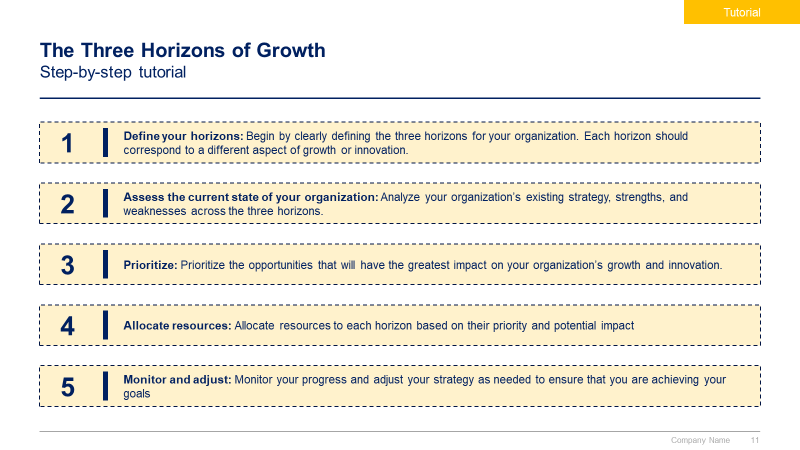 Tutorial
The Three Horizons of Growth
Step-by-step tutorial
1
Define your horizons: Begin by clearly defining the three horizons for your organization. Each horizon should
correspond to a different aspect of growth or innovation.
2
Assess the current state of your organization: Analyze your organization’s existing strategy, strengths, and
weaknesses across the three horizons.
3
Prioritize: Prioritize the opportunities that will have the greatest impact on your organization’s growth and innovation.
4
Allocate resources: Allocate resources to each horizon based on their priority and potential impact
5
Monitor and adjust: Monitor your progress and adjust your strategy as needed to ensure that you are achieving your
goals
Company Name 11